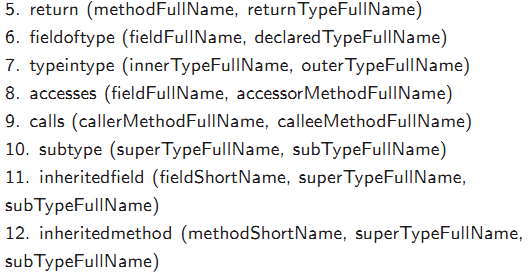 5. return (methodFullName, returnTypeFullName)
6. fieldoftype (fieldFullName, declaredTypeFullName)
7. typeintype (innerTypeFullName, outerTypeFullName)
8. accesses (fieldFullName, accessorMethodFullName)
9. calls (callerMethodFullName, calleeMethodFullName)
10. subtype (superTypeFullName, subTypeFullName)
11. inheritedfield (fieldShortName, superTypeFullName,
subTypeFullName)
12. inheritedmethod (methodShortName, superTypeFullName,
subTypeFullName)